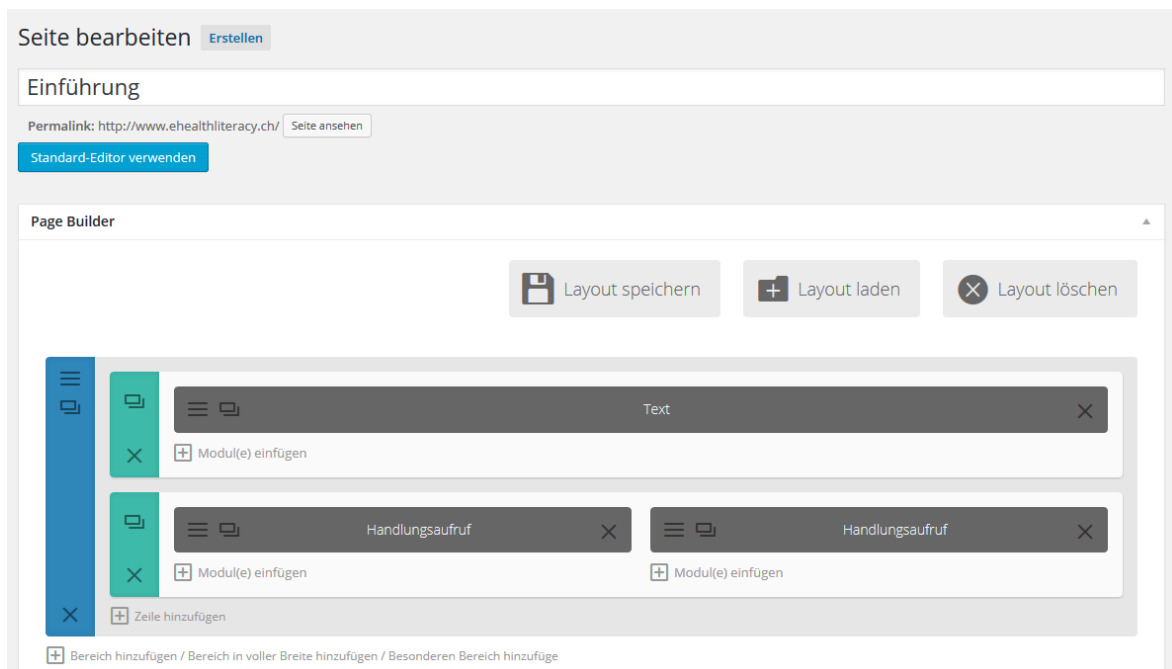 Seite bearbeiten Erstellen
Einführung
Permalink: http://www.ehealthliteracy.ch/ Seite ansehen
Standard-Editor verwenden
Page Builder
Layout speichern Layout laden Layout löschen
Text
Modul(e) einfügen
Handlungsaufruf Handlungsaufruf
Modul(e) einfügen Modul(e) einfügen
Zeile hinzufügen
Bereich hinzufügen / Bereich in voller Breite hinzufügen / Besonderen Bereich hinzufüge